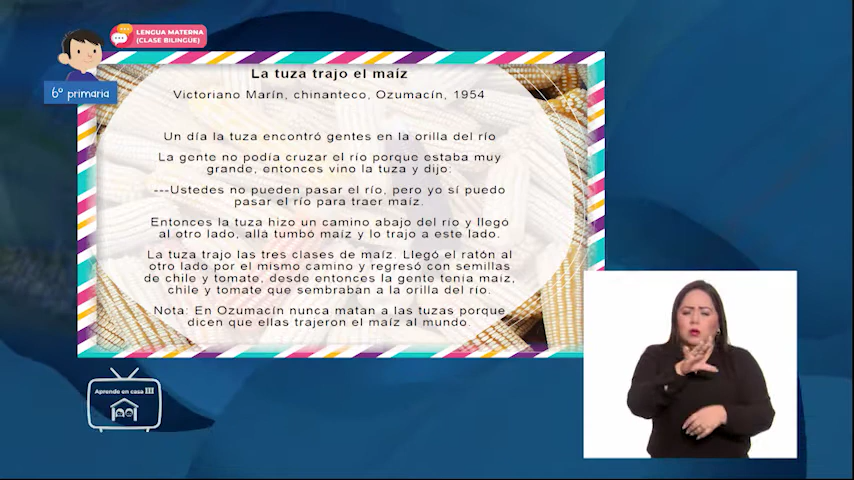 LENGUA MATERNA
(CLASE BILINGÜE)
6º primaria
La tuza trajo el maíz
Victoriano Marín, chinanteco, Ozumacín, 1954
Un día la tuza encontró gentes en la orilla del río
La gente no podía cruzar el río porque estaba muy
grande, entonces vino la tuza y dijo:
---Ustedes no pueden pasar el río, pero yo sí puedo
pasar el río para traer maíz.
Entonces la tuza hizo un camino abajo del río y llegó
al otro lado, allá tumbó maíz y lo trajo a este lado.
La tuza trajo las tres clases de maíz. Llegó el ratón al
otro lado por el mismo camino y regresó con semillas
de chile y tomate, desde entonces la gente tenía maíz,
chile y tomate que sembraban a la orilla del río.
Nota: En Ozumacín nunca matan a las tuzas porque
dicen que ellas trajeron el maíz al mundo.
Aprende en casa III